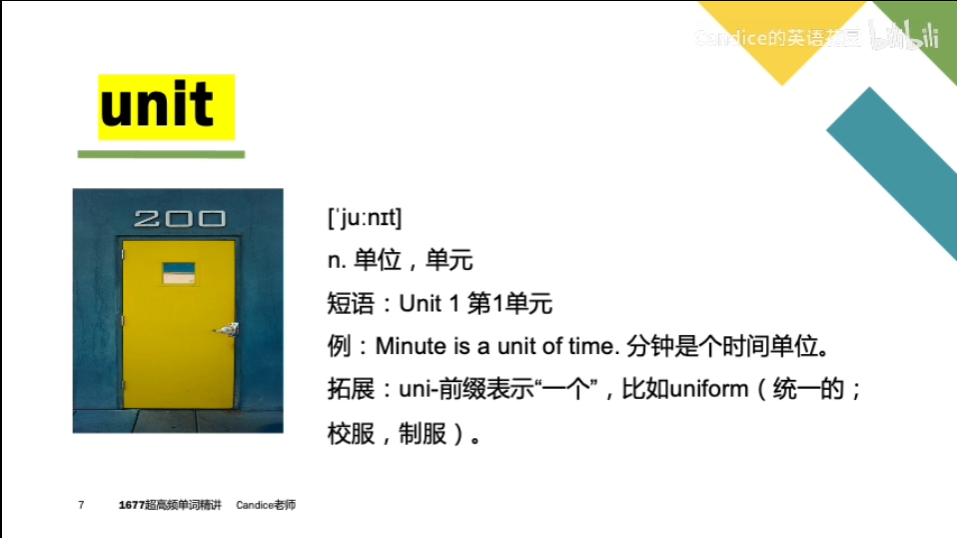 Candice的英语花园 bilibili
unit
200
[ˈjuːnɪt]
n. 单位，单元
短语：Unit 1 第1单元
例：Minute is a unit of time. 分钟是个时间单位。
拓展：uni-前缀表示“一个”，比如uniform（统一的；
校服，制服）。
7 1677超高频单词精讲 Candice老师